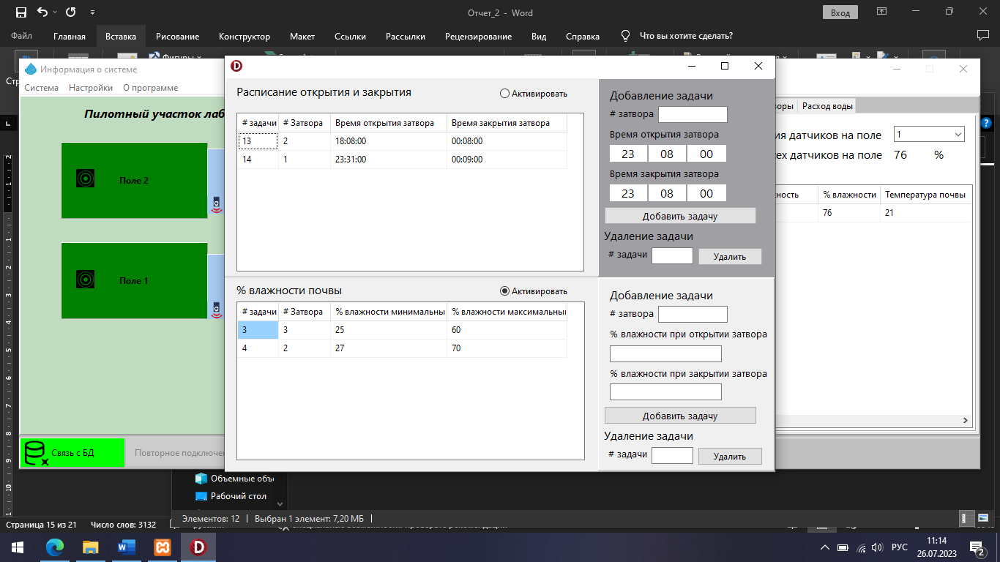 Отчет_2 - Word
Вход
Файл Главная Вставка Рисование Конструктор Макет Ссылки Рассылки Рецензирование Вид Справка Что вы хотите сделать?
Информация о системе
Система Настройки О программе
Пилотный участок лаб
Поле 2
Поле 1
Связь с БД
Повторное подключен
Расписание открытия и закрытия
Активировать
# задачи # Затвора Время открытия затвора Время закрытия затвора
13 2 18:08:00 00:08:00
14 1 23:31:00 00:09:00
Добавление задачи
# затвора
Время открытия затвора
23 08 00
Время закрытия затвора
23 08 00
Добавить задачу
Удаление задачи
# задачи
Удалить
% влажности почвы
Активировать
# задачи # Затвора % влажности минимальны % влажности максимальны
3 3 25 60
4 2 27 70
Добавление задачи
# затвора
% влажности при открытии затвора
% влажности при закрытии затвора
Добавить задачу
Удаление задачи
# задачи
Удалить
оры Расход воды
ия датчиков на поле 1
ех датчиков на поле 76 %
ность % влажности Температура почвы
76 21
Объемные объ
Рабочий стол
Элементов: 12 Выбран 1 элемент: 7,20 МБ
Страница 15 из 21 Число слов: 3132
РУС
11:14
26.07.2023
2